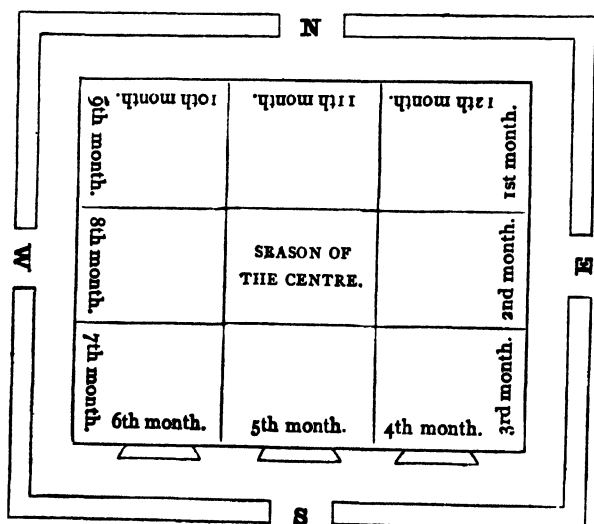 N
10th month. 11th month. 12th month.
9th month. 1st month.
W
8th month. SEASON OF 2nd month.
THE CENTRE.
E
7th month. 3rd month.
6th month. 5th month. 4th month.
S